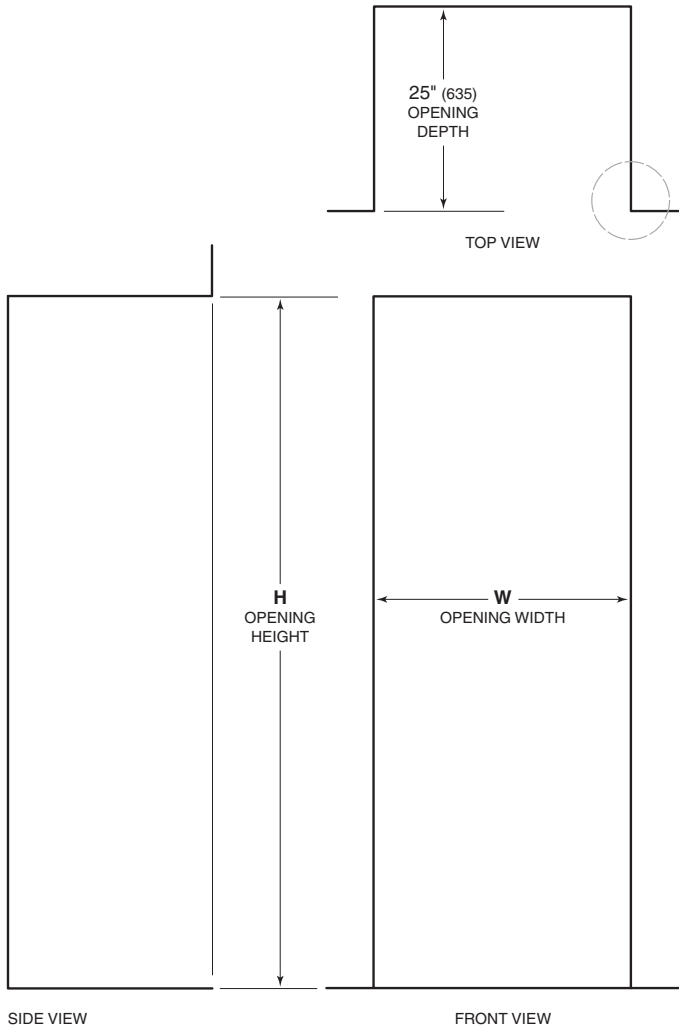 25" (635)
OPENING
DEPTH
TOP VIEW
H
OPENING
HEIGHT
W
OPENING WIDTH
SIDE VIEW
FRONT VIEW